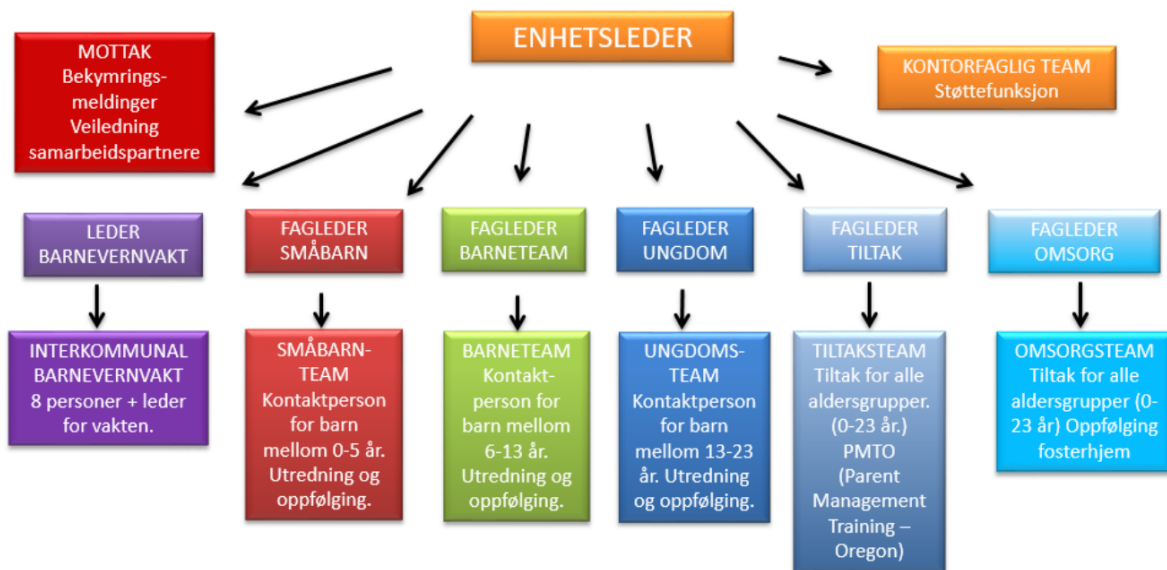 ENHETSLEDER
MOTTAK
Bekymrings-
meldinger
Veiledning
samarbeidspartnere
KONTORFAGLIG TEAM
Støttefunksjon
LEDER
BARNEVERNVAKT
FAGLEDER
SMÅBARN
FAGLEDER
BARNETEAM
FAGLEDER
UNGDOM
FAGLEDER
TILTAK
FAGLEDER
OMSORG
INTERKOMMUNAL
BARNEVERNVAKT
8 personer + leder
for vakten.
SMÅBARN-
TEAM
Kontaktperson
for barn
mellom 0-5 år.
Utredning og
oppfølging.
BARNETEAM
Kontakt-
person for
barn mellom
6-13 år.
Utredning og
oppfølging.
UNGDOMS-
TEAM
Kontaktperson
for barn
mellom 13-23
år. Utredning
og oppfølging.
TILTAKSTEAM
Tiltak for alle
aldersgrupper.
(0-23 år.)
PMTO
(Parent
Management
Training –
Oregon)
OMSORGSTEAM
Tiltak for alle
aldersgrupper (0-
23 år) Oppfølging
fosterhjem